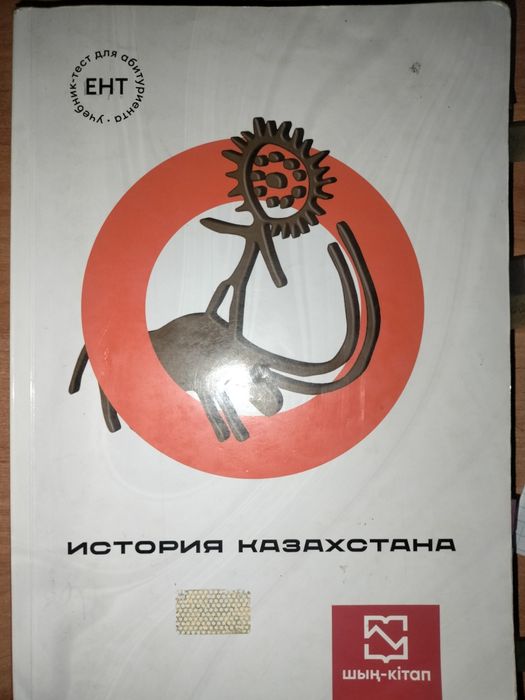 учебник-тест для абитуриента ·
ЕНТ
ИСТОРИЯ КАЗАХСТАНА
шың-кітап